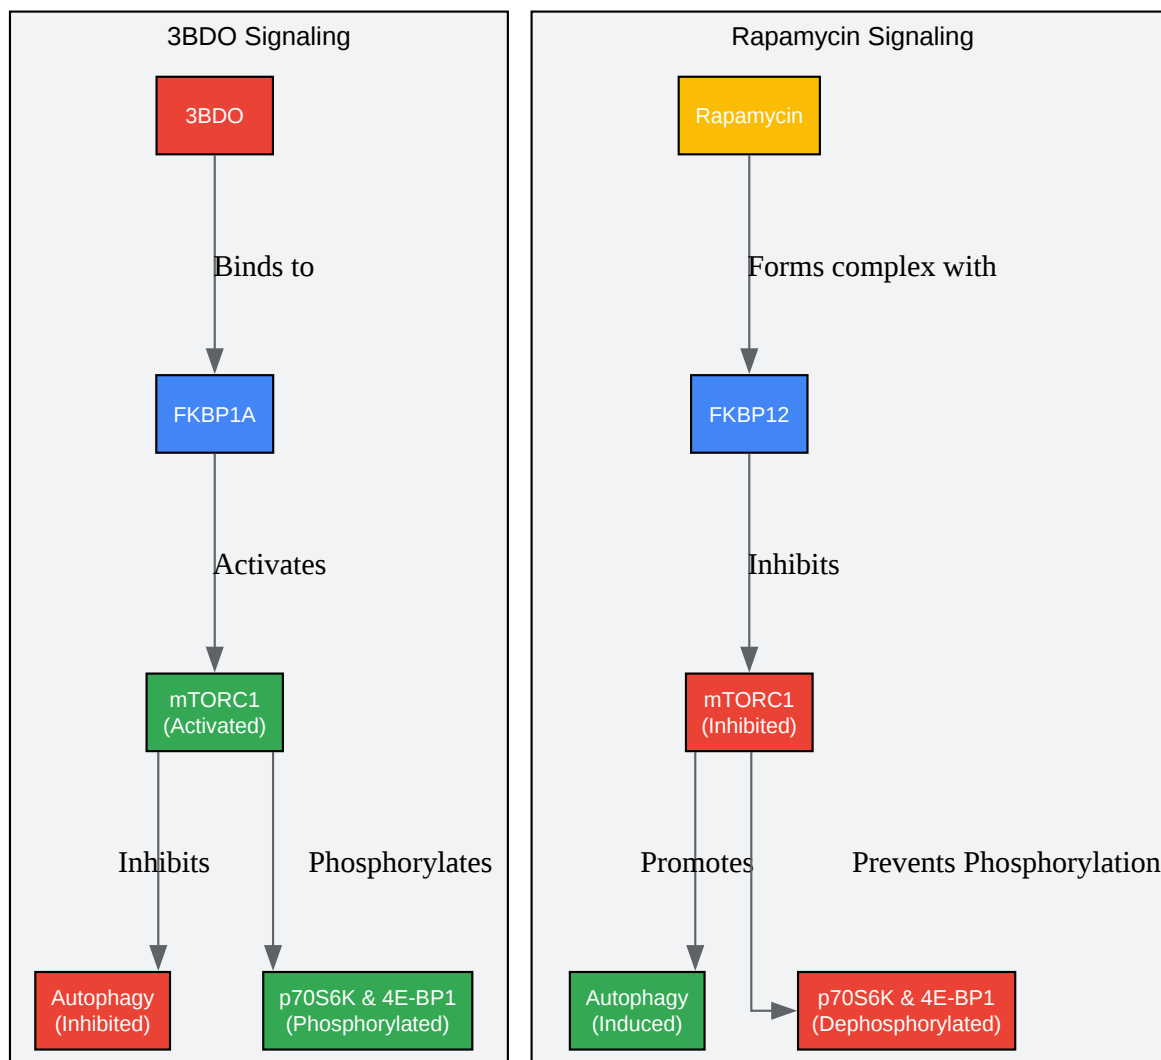 3BDO Signaling
3BDO
Binds to
FKBP1A
Activates
mTORC1
(Activated)
Inhibits
Phosphorylates
Autophagy
(Inhibited)
p70S6K & 4E-BP1
(Phosphorylated)
Rapamycin Signaling
Rapamycin
Forms complex with
FKBP12
Inhibits
mTORC1
(Inhibited)
Promotes
Prevents Phosphorylation
Autophagy
(Induced)
p70S6K & 4E-BP1
(Dephosphorylated)